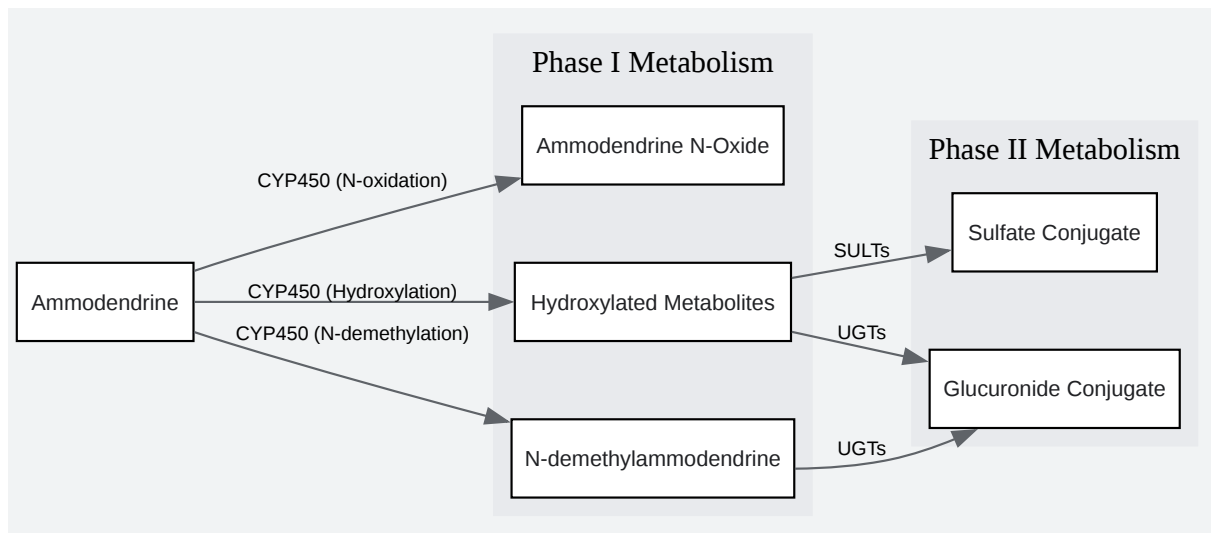 Phase I Metabolism
Ammodendrine N-Oxide
Phase II Metabolism
CYP450 (N-oxidation)
Sulfate Conjugate
SULTs
Ammodendrine
CYP450 (Hydroxylation)
Hydroxylated Metabolites
CYP450 (N-demethylation)
UGTs
Glucuronide Conjugate
N-demethylammodendrine
UGTs